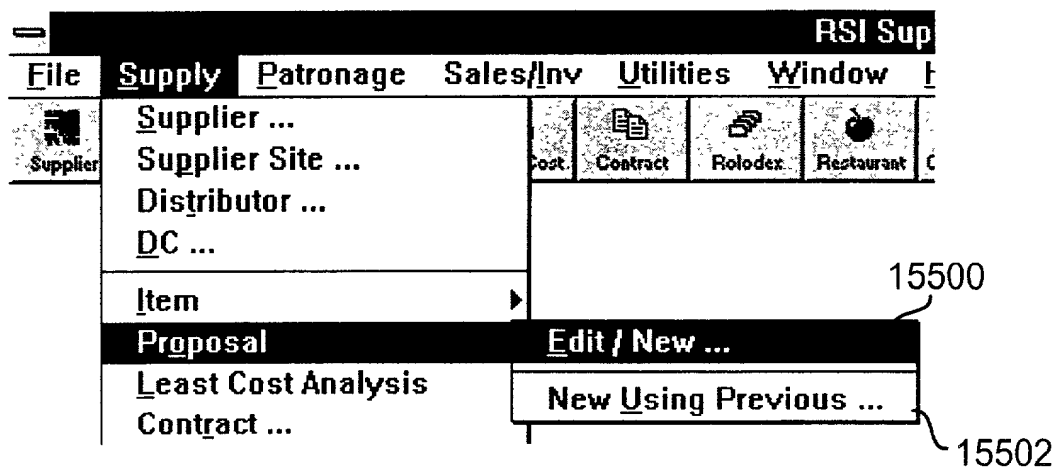 RSI Sup
File Supply Patronage Sales/Inv Utilities Window
Supplier Cost Contract Rolodex Restaurant
Supplier ...
Supplier Site ...
Distributor ...
DC ...
Item
Proposal
Least Cost Analysis
Contract ...
15500
Edit / New ...
New Using Previous ...
15502